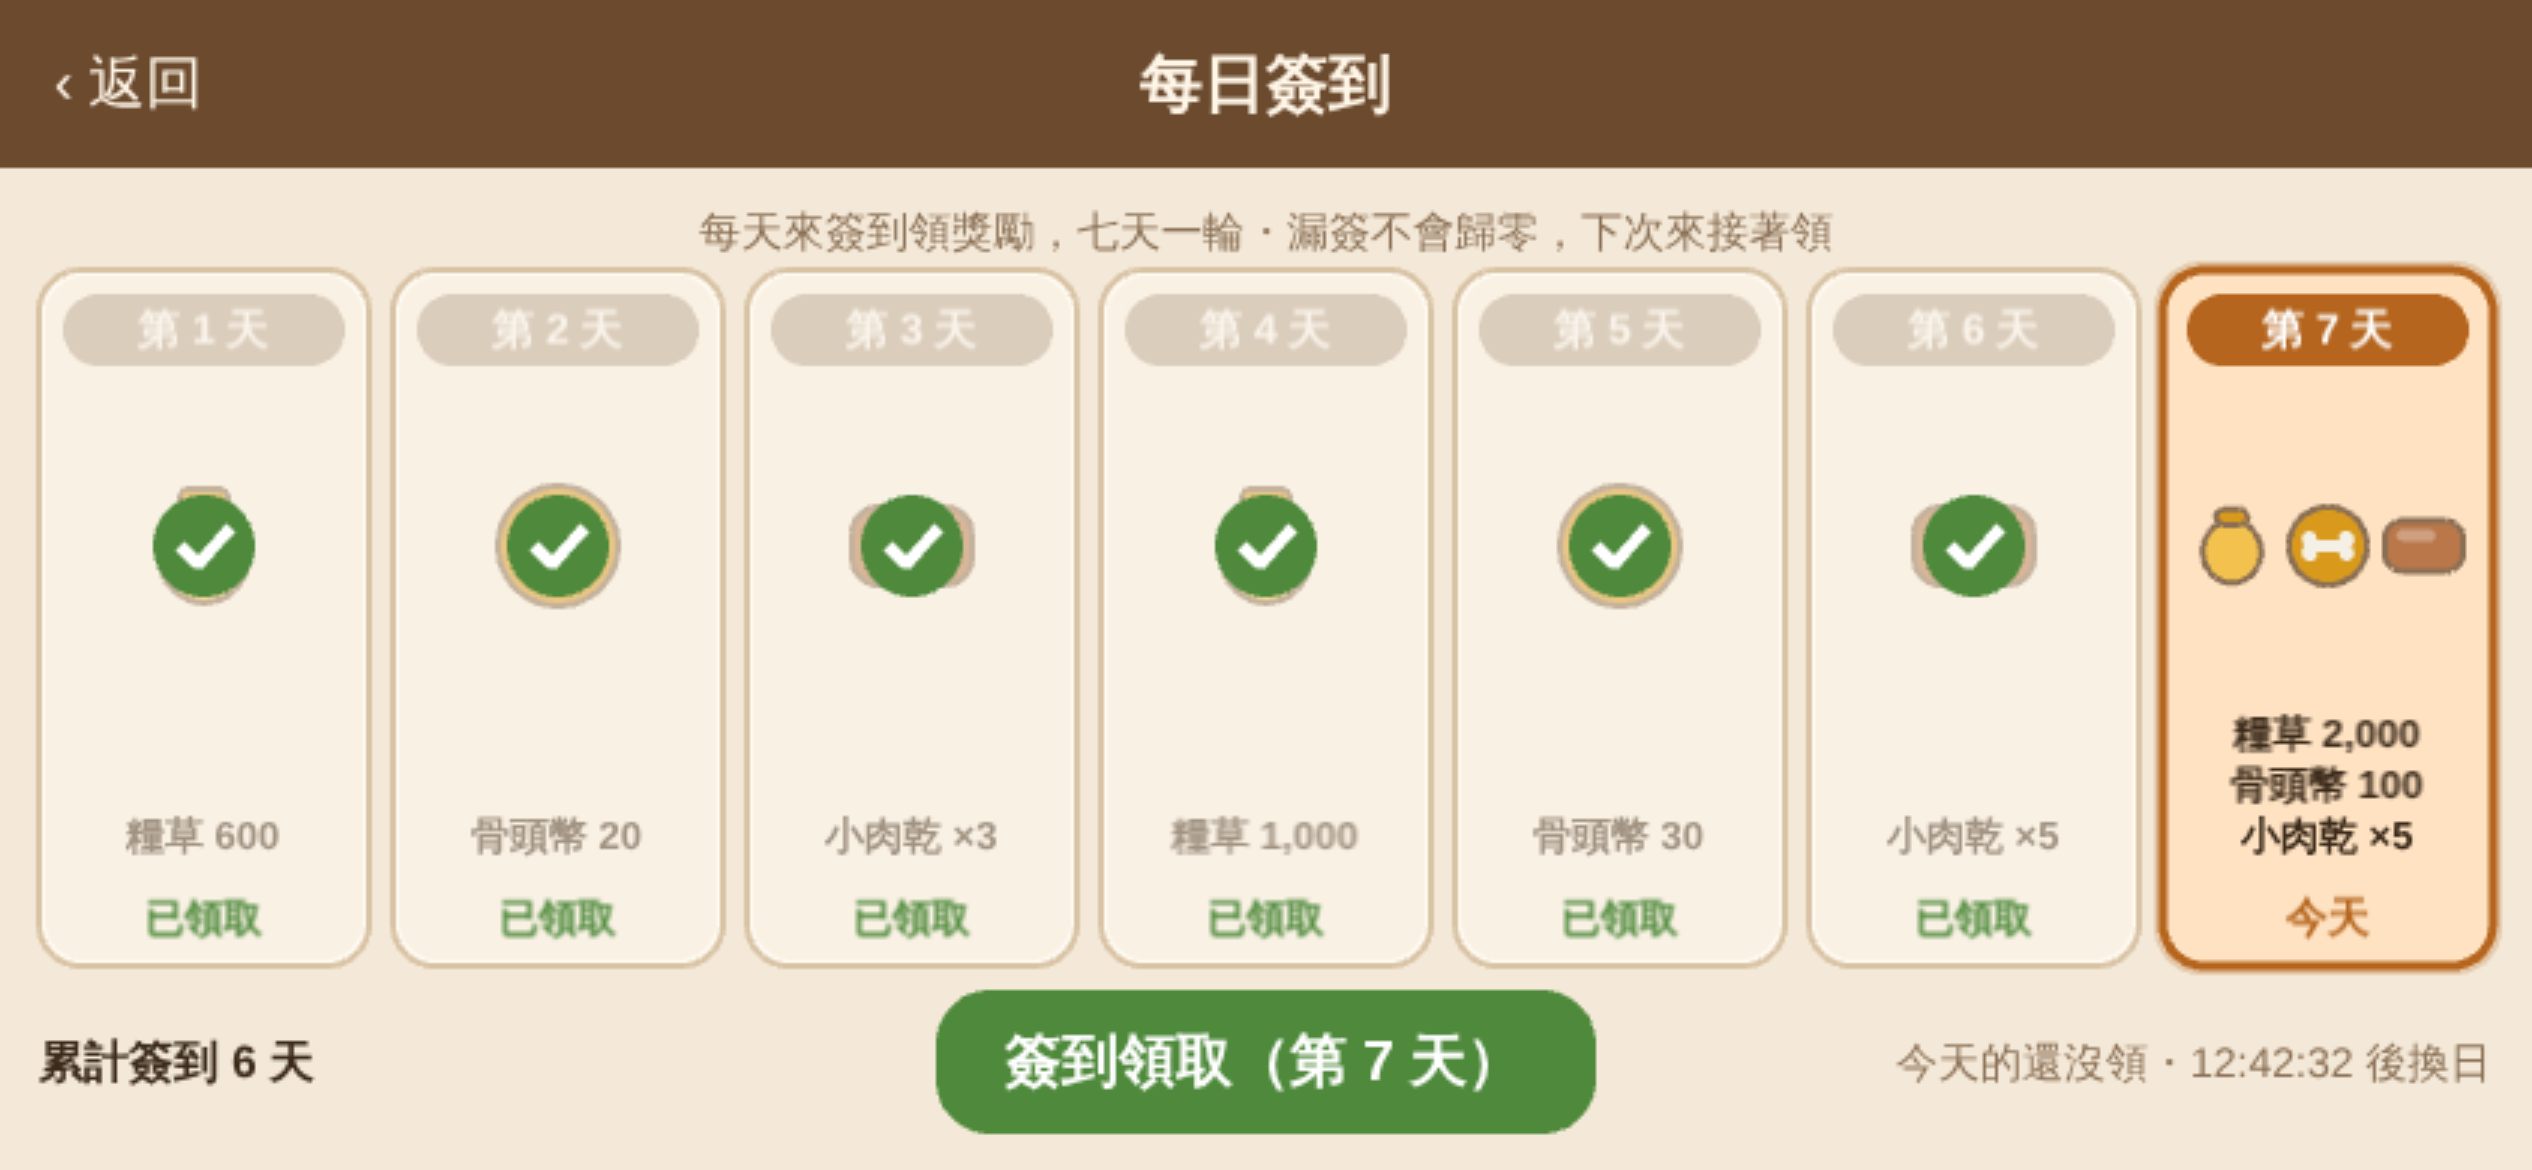 ‹ 返回
每日簽到
每天來簽到領獎勵，七天一輪・漏簽不會歸零，下次來接著領
第 1 天
糧草 600
已領取
第 2 天
骨頭幣 20
已領取
第 3 天
小肉乾 ×3
已領取
第 4 天
糧草 1,000
已領取
第 5 天
骨頭幣 30
已領取
第 6 天
小肉乾 ×5
已領取
第 7 天
糧草 2,000
骨頭幣 100
小肉乾 ×5
今天
累計簽到 6 天
簽到領取（第 7 天）
今天的還沒領・12:42:32 後換日